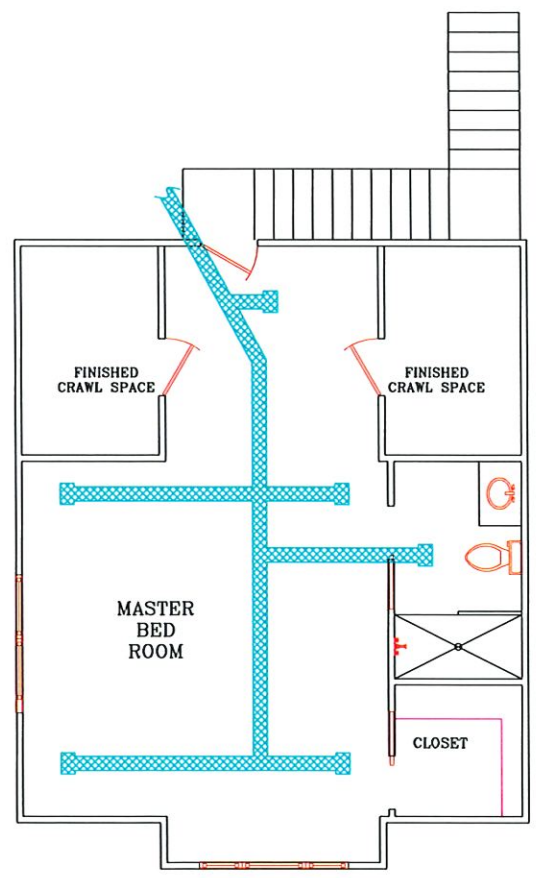 FINISHED
CRAWL SPACE
FINISHED
CRAWL SPACE
MASTER
BED
ROOM
CLOSET